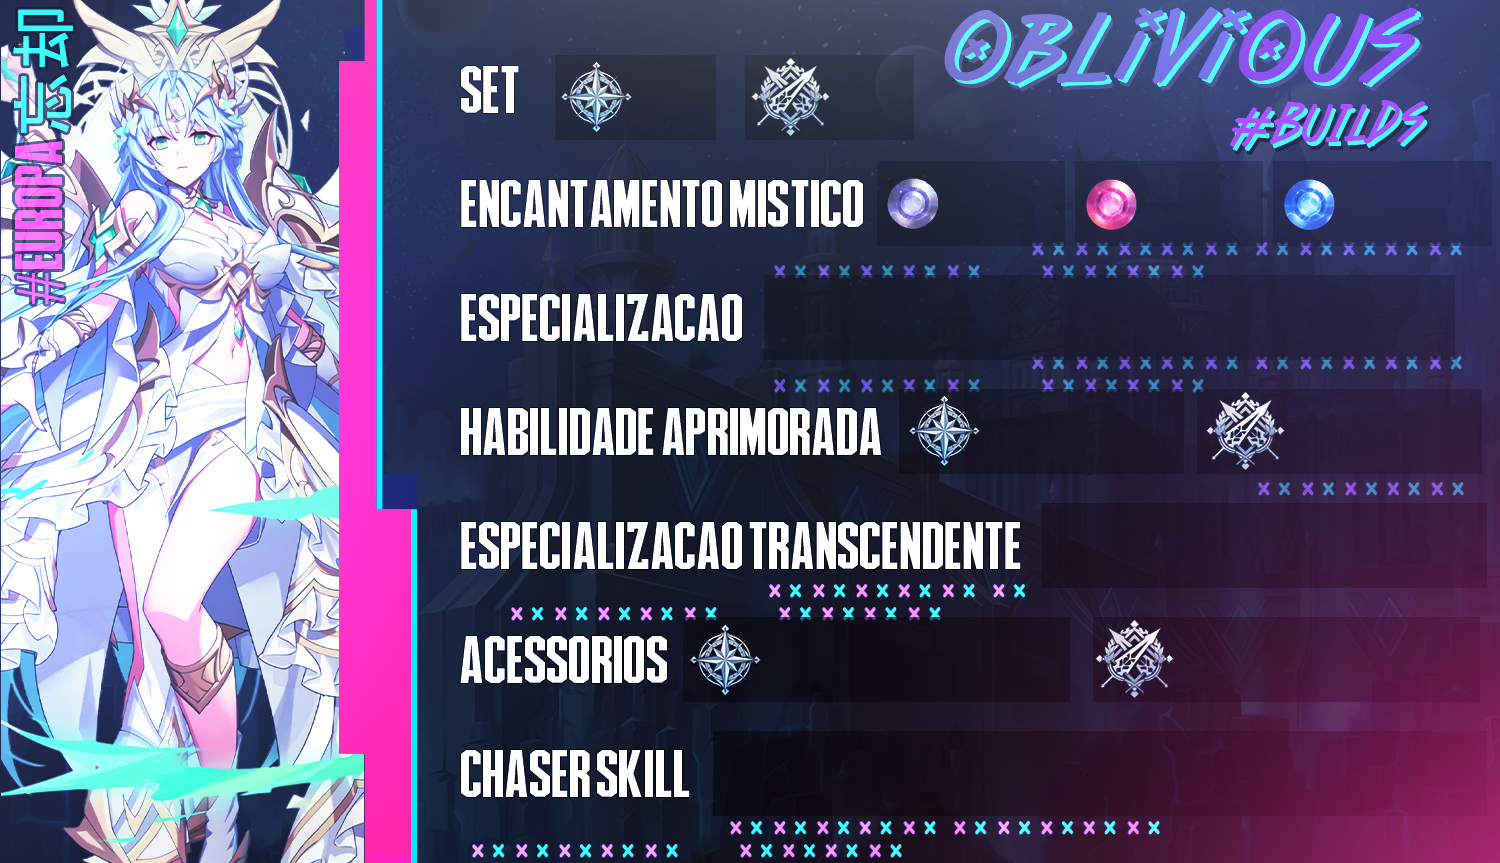 #EUROPA忘却
OBLIVIOUS
#BUILDS
SET
ENCANTAMENTO MISTICO
ESPECIALIZACAO
HABILIDADE APRIMORADA
ESPECIALIZACAO TRANSCENDENTE
ACESSORIOS
CHASER SKILL